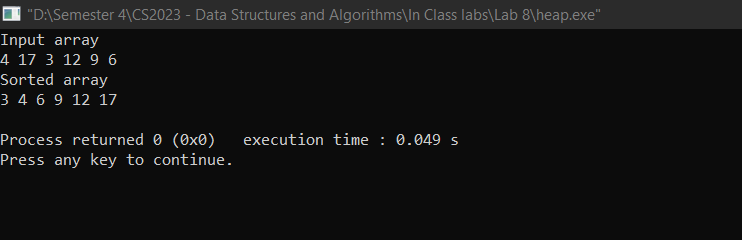 "D:\Semester 4\CS2023 - Data Structures and Algorithms\In Class labs\Lab 8\heap.exe"
Input array
4 17 3 12 9 6
Sorted array
3 4 6 9 12 17
Process returned 0 (0x0)   execution time : 0.049 s
Press any key to continue.